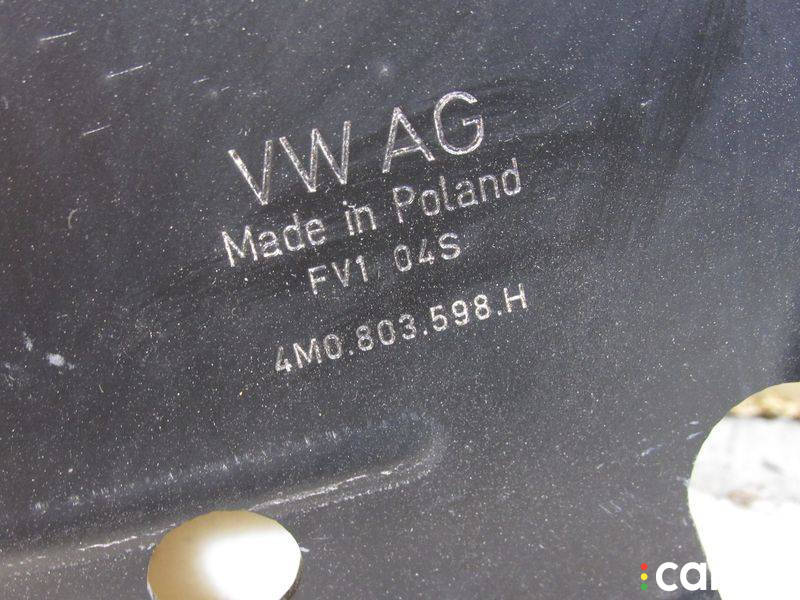 VW AG
Made in Poland
FV1 04S
4M0.803.598.H